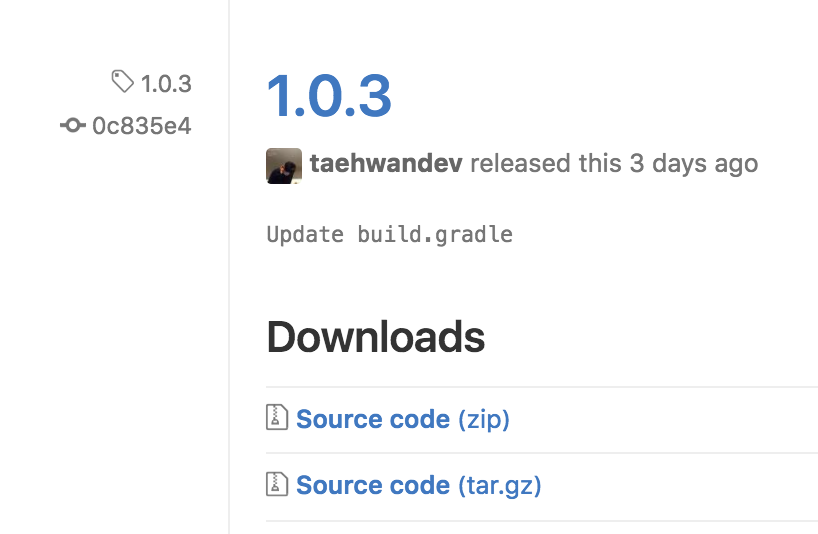 1.0.3
0c835e4
1.0.3
taehwandev released this 3 days ago
Update build.gradle
Downloads
Source code (zip)
Source code (tar.gz)